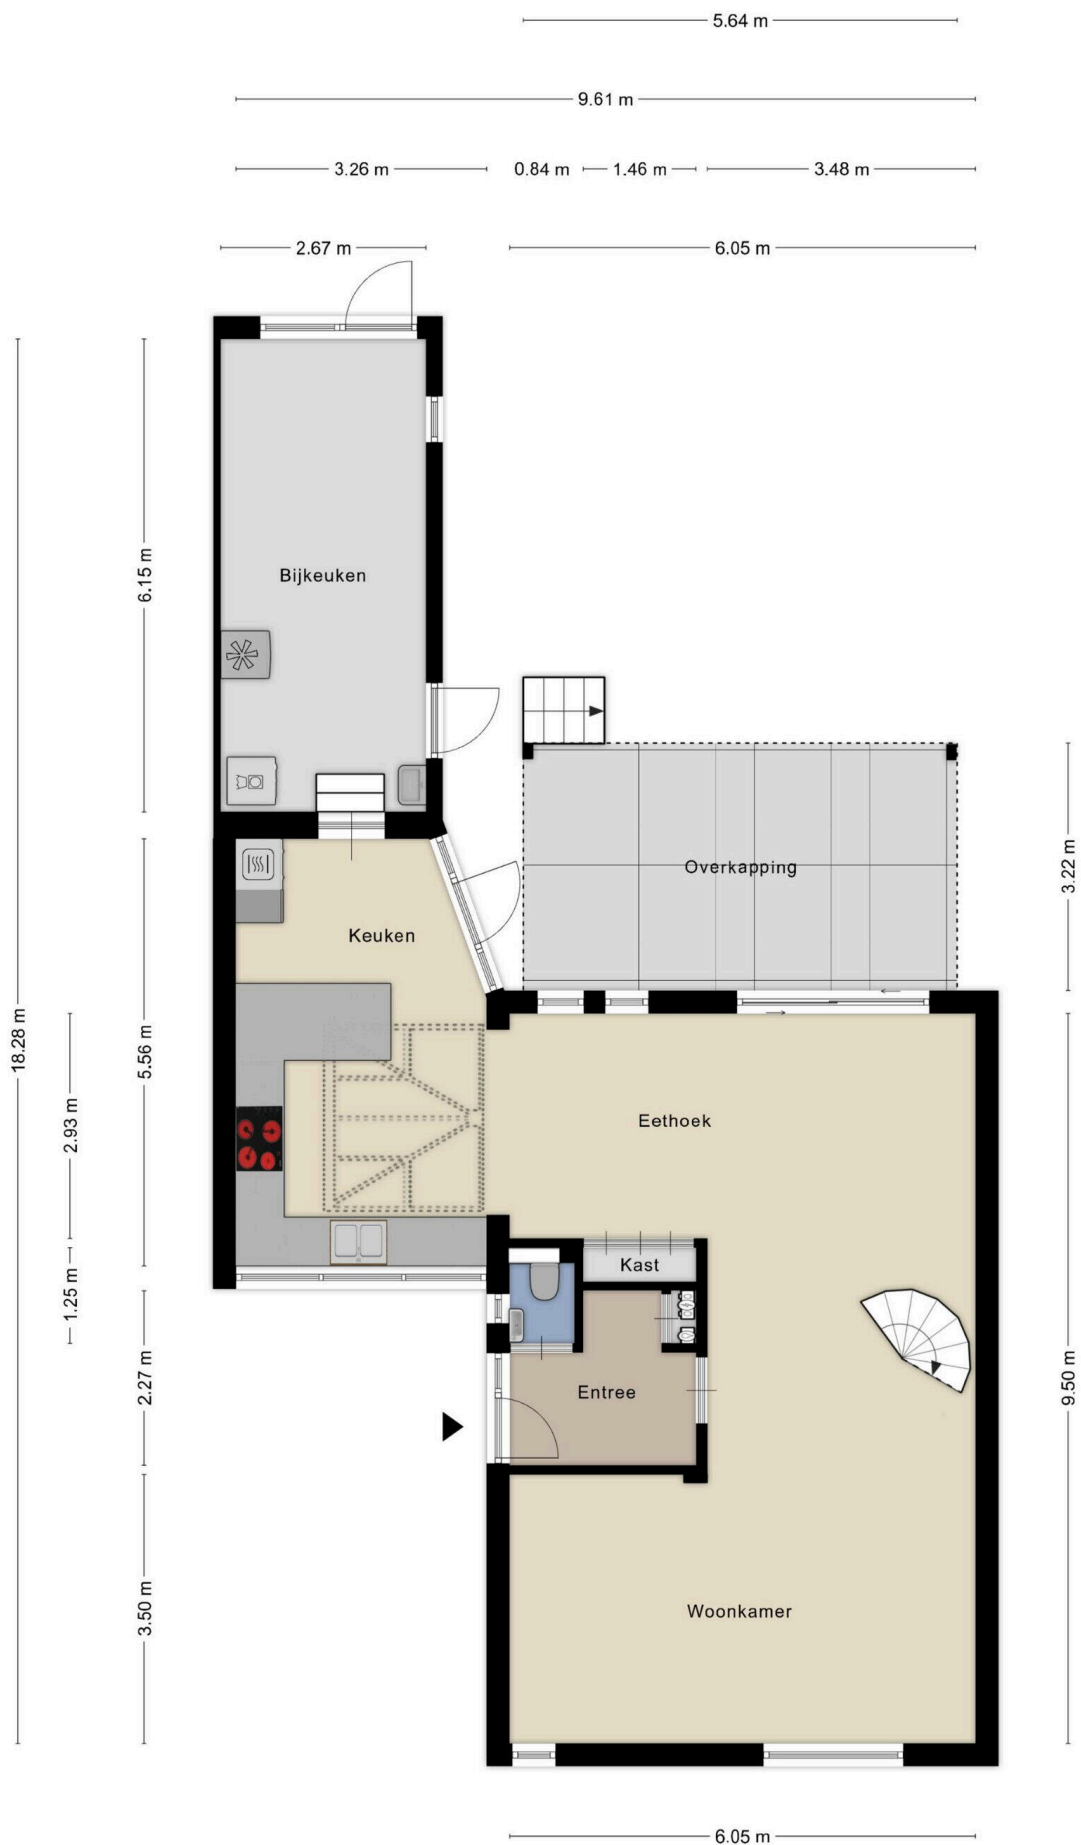 5.64 m
9.61 m
3.26 m
0.84 m
1.46 m
3.48 m
2.67 m
6.05 m
Bijkeuken
6.15 m
Overkapping
3.22 m
Keuken
18.28 m
5.56 m
2.93 m
Eethoek
Kast
1.25 m
2.27 m
Entree
9.50 m
3.50 m
Woonkamer
6.05 m